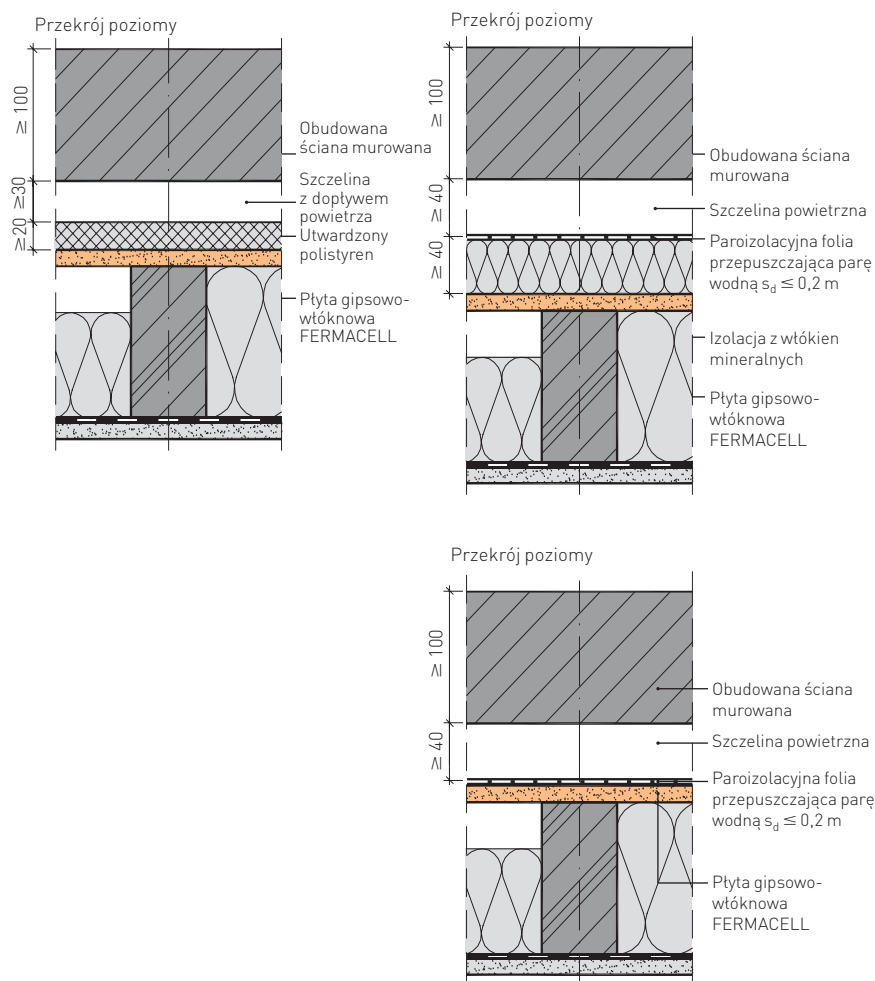 Przekrój poziomy
≥ 100
≥30
≥20
Obudowana
ściana murowana
Szczelina
z dopływem
powietrza
Utwardzony
polistyren
Płyta gipsowo-
włóknowa
FERMACELL
Przekrój poziomy
≥ 100
≥ 40
≥ 40
Obudowana ściana
murowana
Szczelina powietrzna
Paroizolacyjna folia
przepuszczająca parę
wodną sd ≤ 0,2 m
Izolacja z włókien
mineralnych
Płyta gipsowo-
włóknowa
FERMACELL
Przekrój poziomy
≥ 100
≥ 40
Obudowana ściana
murowana
Szczelina powietrzna
Paroizolacyjna folia
przepuszczająca parę
wodną sd ≤ 0,2 m
Płyta gipsowo-
włóknowa
FERMACELL